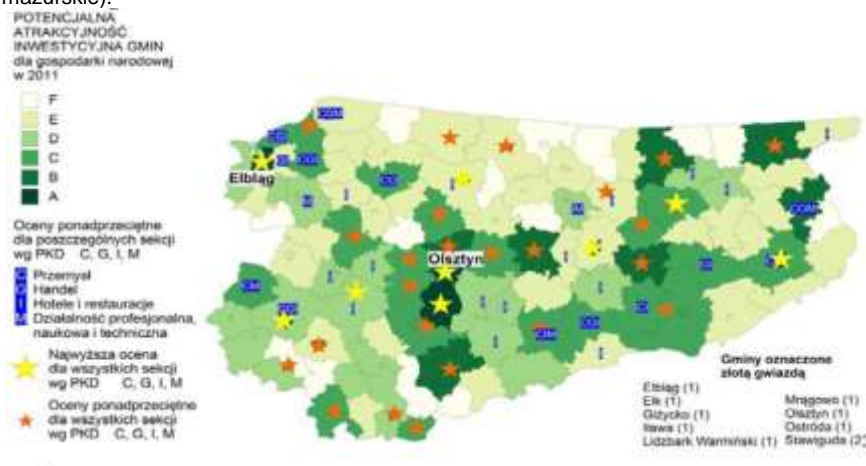 mazurskie).
POTENCJALNA
ATRAKCYJNOŚĆ
INWESTYCYJNA GMIN
dla gospodarki narodowej
w 2011
F
E
D
C
B
A
Oceny ponadprzeciętne
dla poszczególnych sekcji
wg PKD C, G, I, M
Przemysł
Handel
Hotele i restauracje
Działalność profesjonalna,
naukowa i techniczna
Najwyższa ocena
dla wszystkich sekcji
wg PKD C, G, I, M
Oceny ponadprzeciętne
dla wszystkich sekcji
wg PKD C, G, I, M
Elbląg
Olsztyn
Gminy oznaczone
złotą gwiazdą
Elbląg (1)
Ełk (1)
Giżycko (1)
Iława (1)
Lidzbark Warmiński (1)
Mrągowo (1)
Olsztyn (1)
Ostróda (1)
Stawiguda (2)